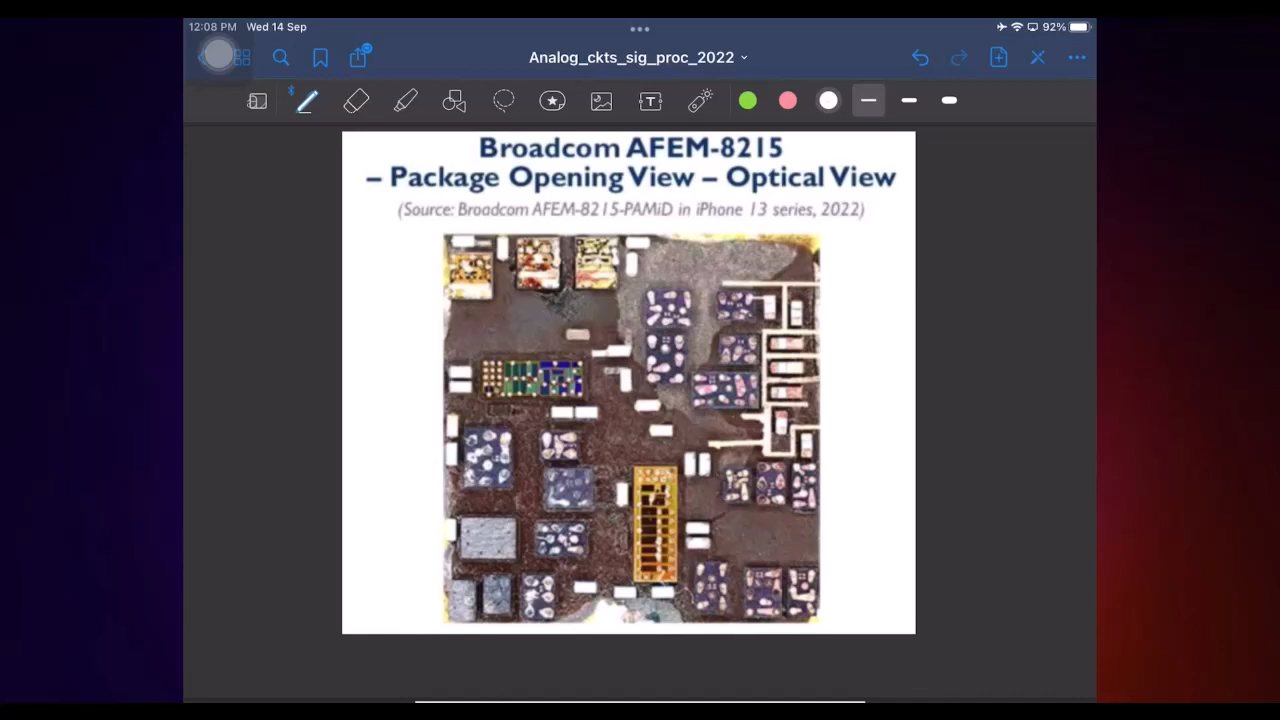 12:08 PM Wed 14 Sep
92%
Analog_ckts_sig_proc_2022
T
Broadcom AFEM-8215
– Package Opening View – Optical View
(Source: Broadcom AFEM-8215-PAMiD in iPhone 13 series, 2022)